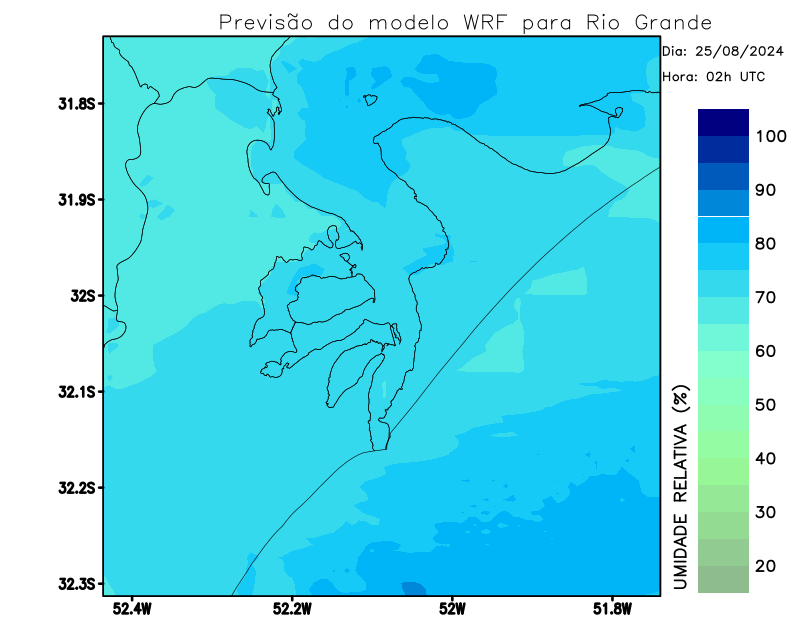 Previsão do modelo WRF para Rio Grande
Dia: 25/08/2024
Hora: 02h UTC
31.8S
31.9S
32S
32.1S
32.2S
32.3S
52.4W
52.2W
52W
51.8W
100
90
80
70
60
50
40
30
20
UMIDADE RELATIVA (%)